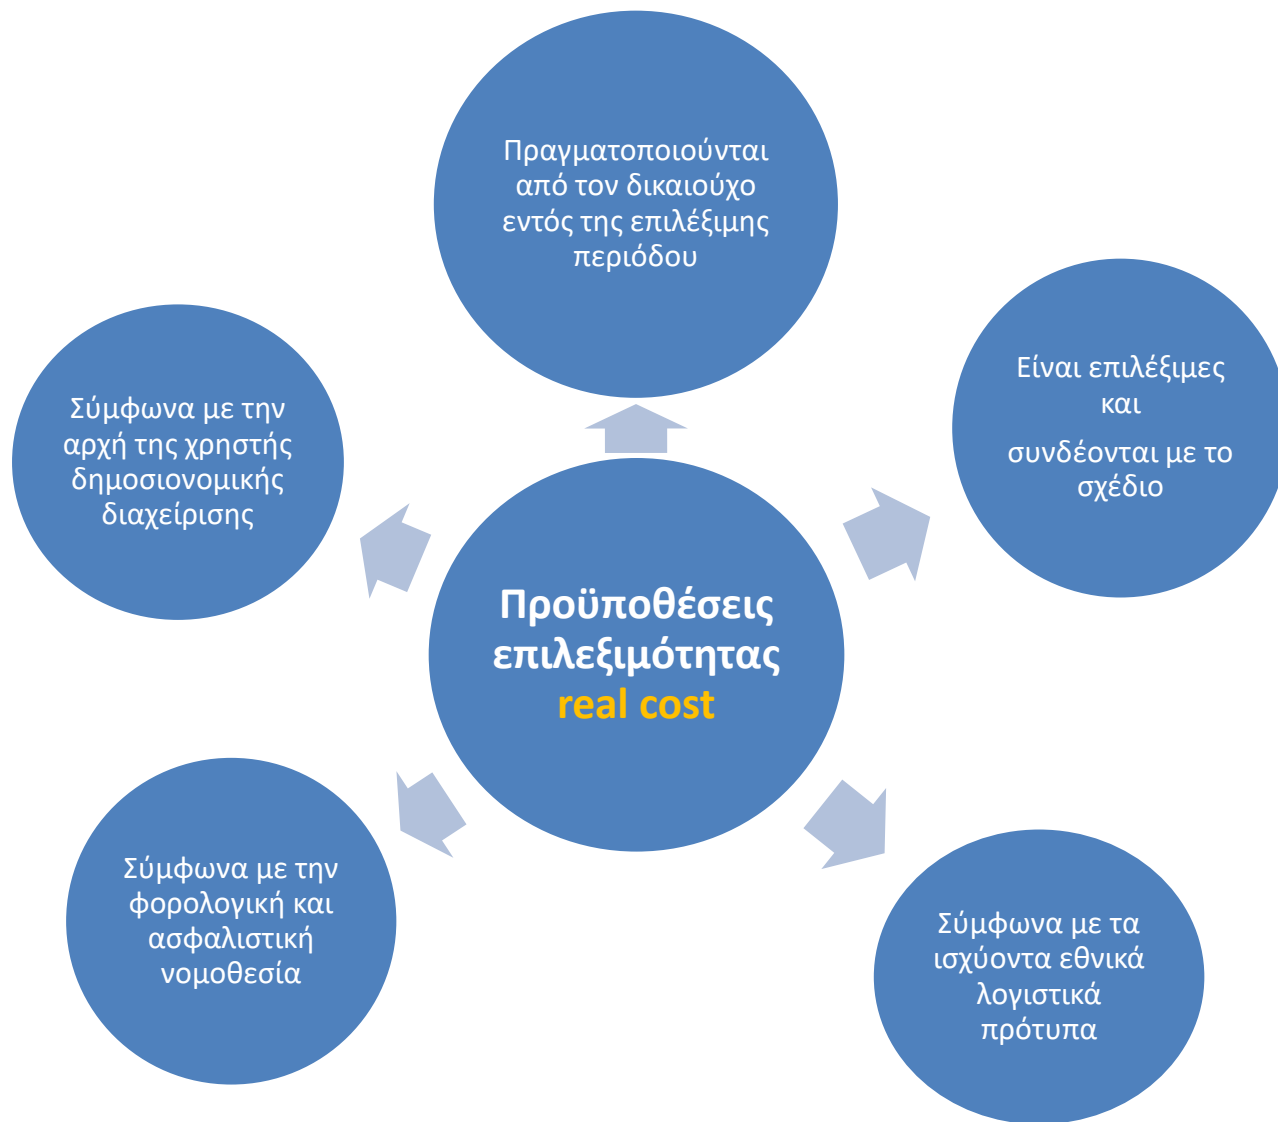 Πραγματοποιούνται
από τον δικαιούχο
εντός της επιλέξιμης
περιόδου
Είναι επιλέξιμες
και
συνδέονται με το
σχέδιο
Σύμφωνα με την
αρχή της χρηστής
δημοσιονομικής
διαχείρισης
Προϋποθέσεις
επιλεξιμότητας
real cost
Σύμφωνα με την
φορολογική και
ασφαλιστική
νομοθεσία
Σύμφωνα με τα
ισχύοντα εθνικά
λογιστικά
πρότυπα